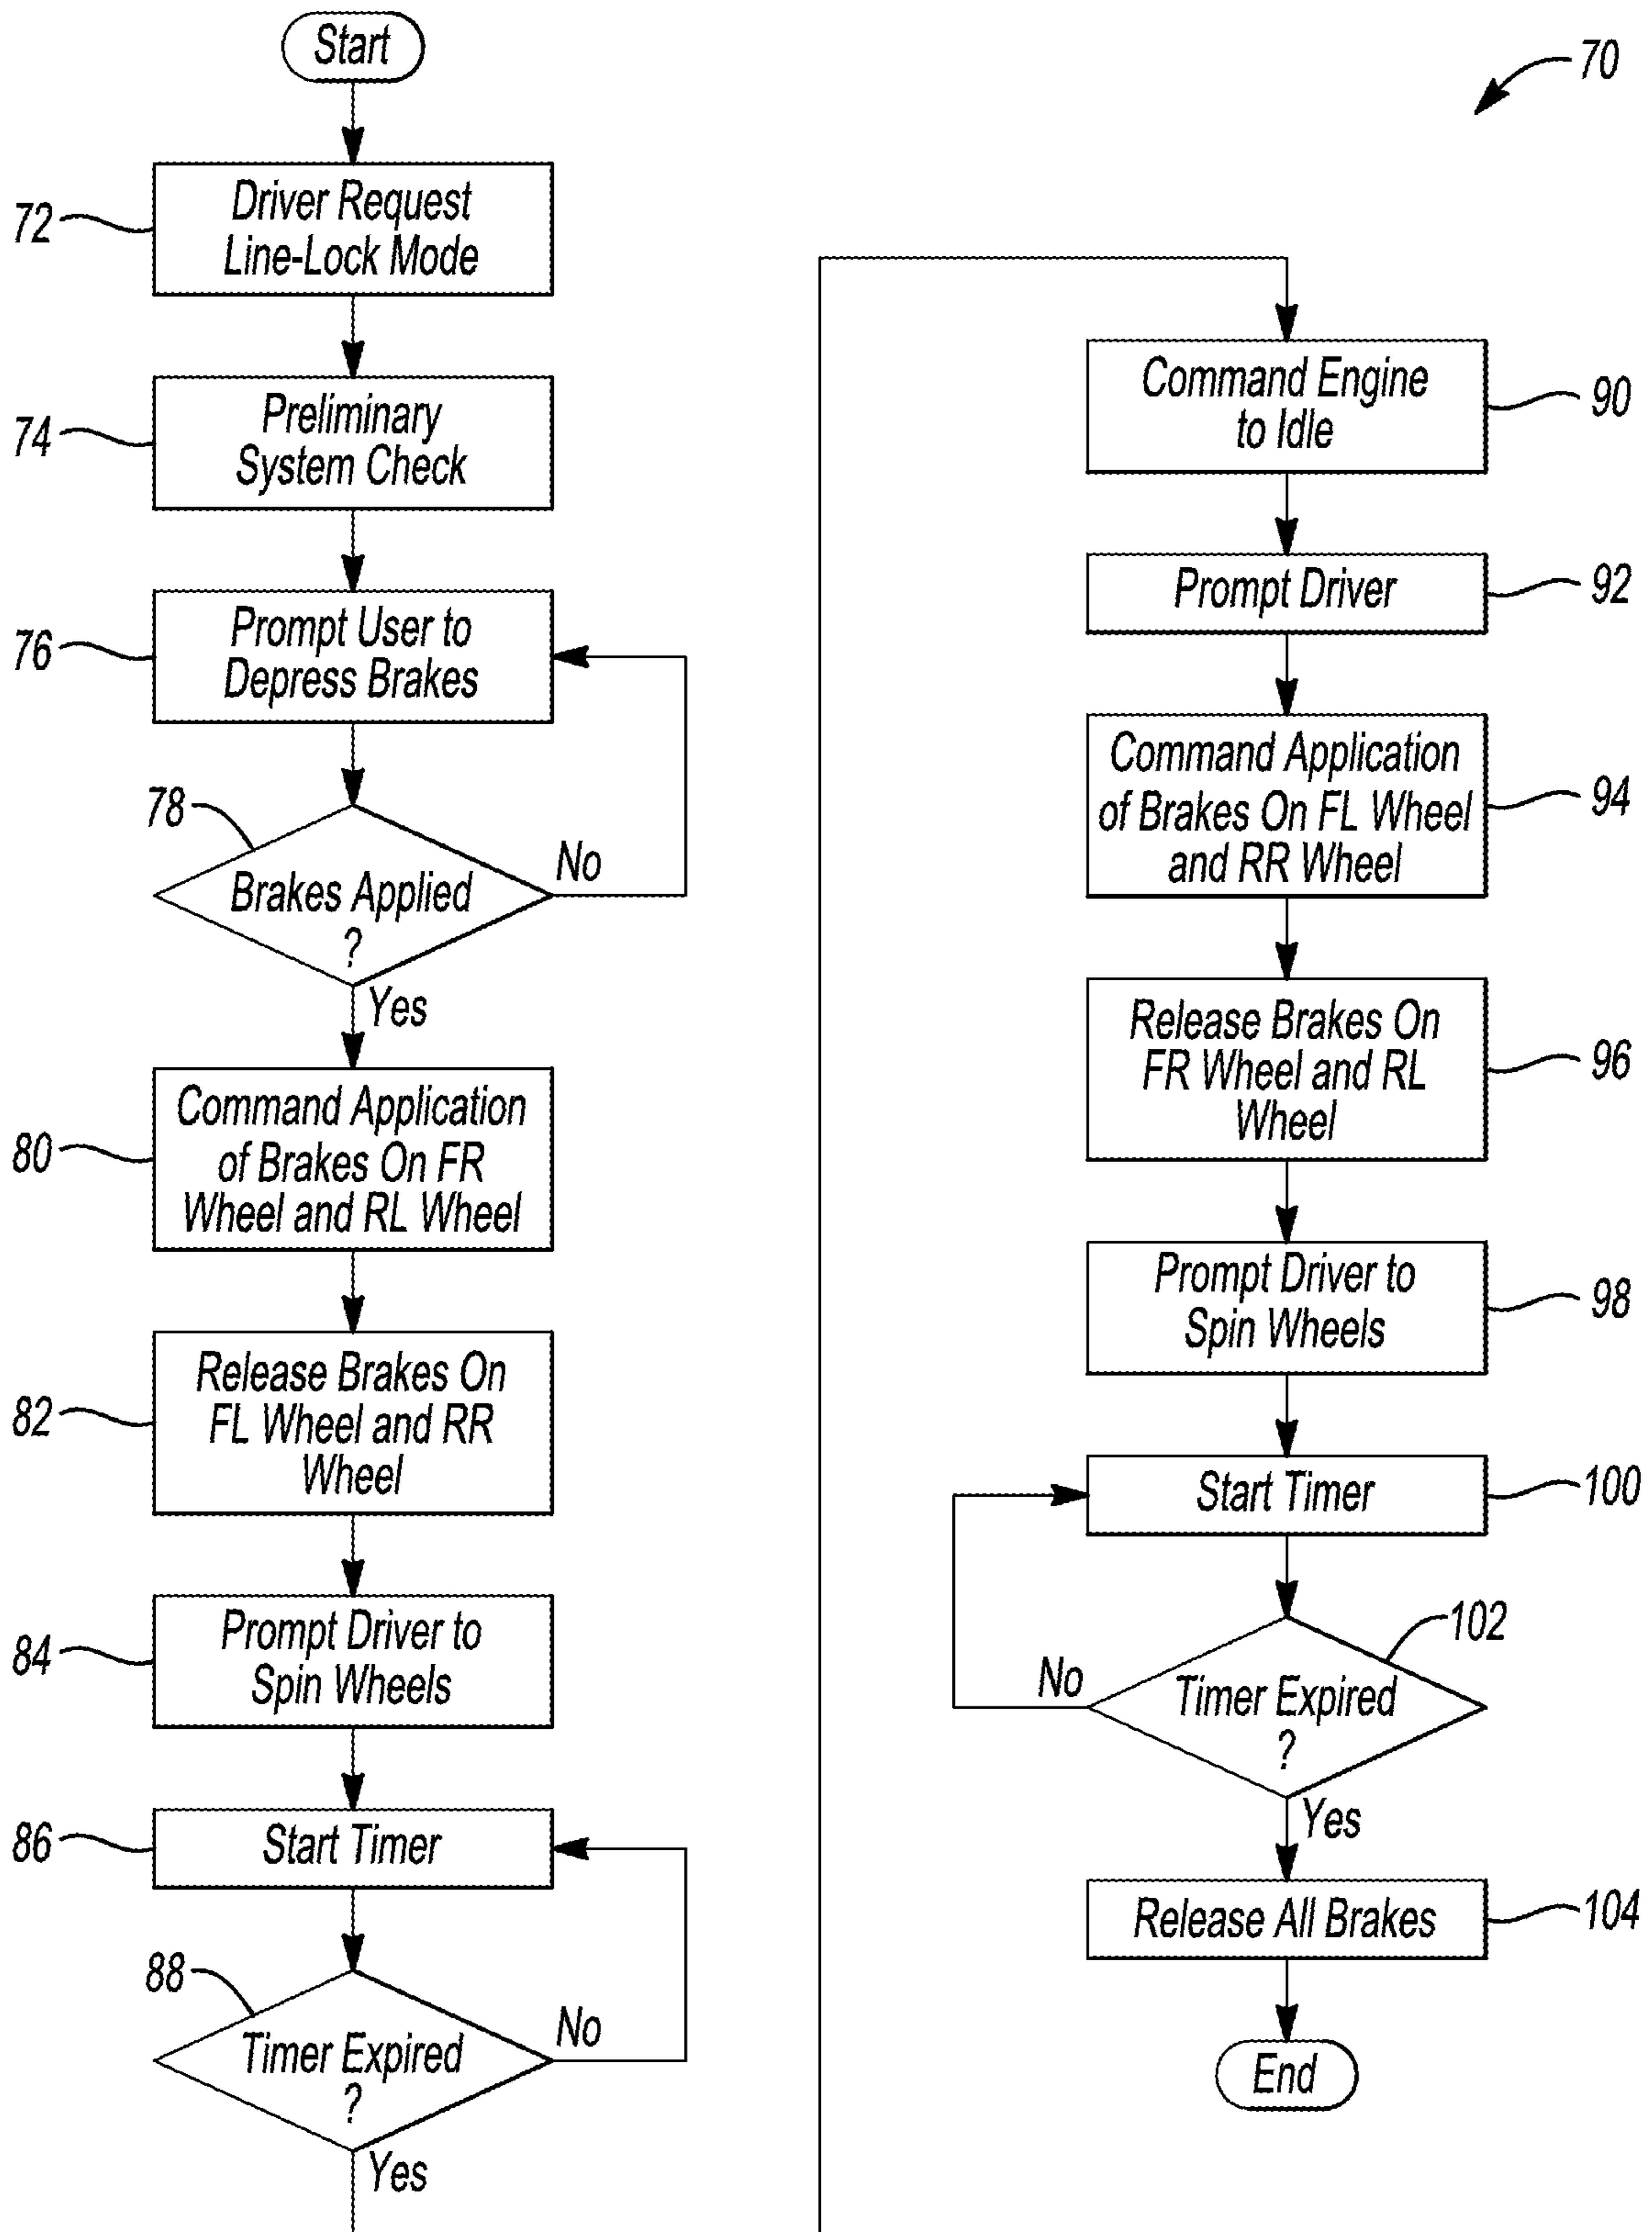 Start
70
72
Driver Request
Line-Lock Mode
74
Preliminary
System Check
76
Prompt User to
Depress Brakes
78
Brakes Applied
?
No
Yes
80
Command Application
of Brakes On FR
Wheel and RL Wheel
82
Release Brakes On
FL Wheel and RR
Wheel
84
Prompt Driver to
Spin Wheels
86
Start Timer
88
Timer Expired
?
No
Yes
Command Engine
to Idle
90
Prompt Driver
92
Command Application
of Brakes On FL Wheel
and RR Wheel
94
Release Brakes On
FR Wheel and RL
Wheel
96
Prompt Driver to
Spin Wheels
98
Start Timer
100
102
No
Timer Expired
?
Yes
Release All Brakes
104
End